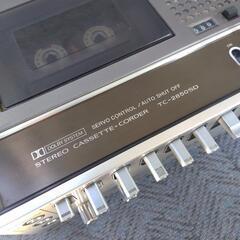 DOLBY SYSTEM
SERVO CONTROL / AUTO SHUT OFF
STEREO CASSETTE-CORDER TC-2850SD